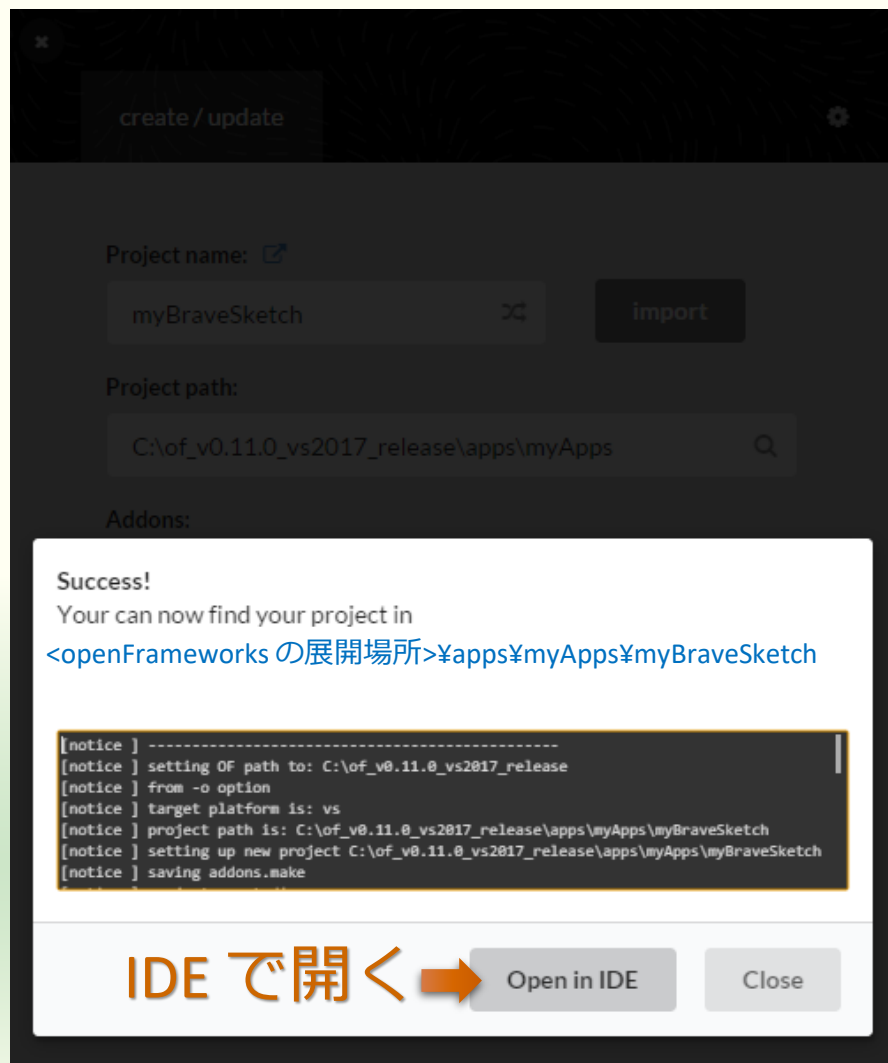 create / update
Project name:
myBraveSketch
import
Project path:
C:\of_v0.11.0_vs2017_release\apps\myApps
Addons:
Success!
Your can now find your project in
<openFrameworks の展開場所>¥apps¥myApps¥myBraveSketch
[notice ] -----------------------------------------------
[notice ] setting OF path to: C:\of_v0.11.0_vs2017_release
[notice ] from -o option
[notice ] target platform is: vs
[notice ] project path is: C:\of_v0.11.0_vs2017_release\apps\myApps\myBraveSketch
[notice ] setting up new project C:\of_v0.11.0_vs2017_release\apps\myApps\myBraveSketch
[notice ] saving addons.make
IDE で開く
Open in IDE
Close